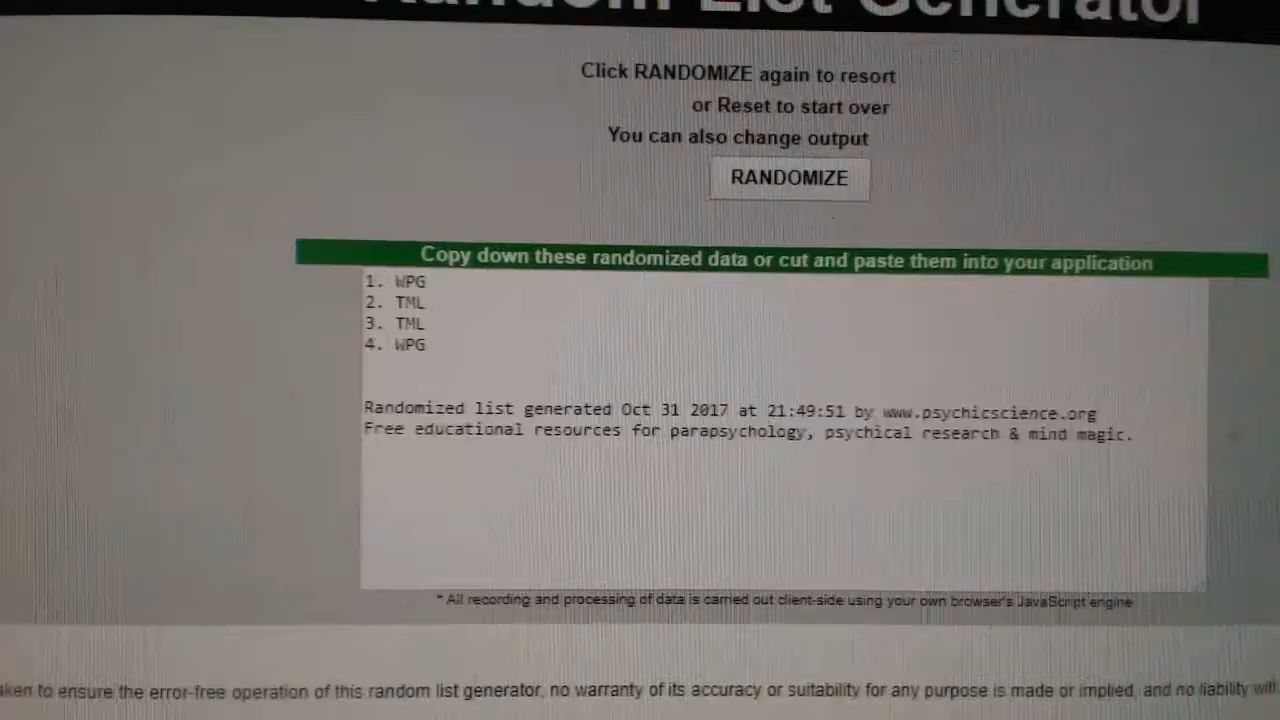 Random List Generator
Click RANDOMIZE again to resort
or Reset to start over
You can also change output
RANDOMIZE
Copy down these randomized data or cut and paste them into your application
1. WPG
2. TML
3. TML
4. WPG
Randomized list generated Oct 31 2017 at 21:49:51 by www.psychicscience.org
Free educational resources for parapsychology, psychical research & mind magic.
* All recording and processing of data is carried out client-side using your own browser's JavaScript engine
to ensure the error-free operation of this random list generator, no warranty of its accuracy or suitability for any purpose is made or implied, and no liability will